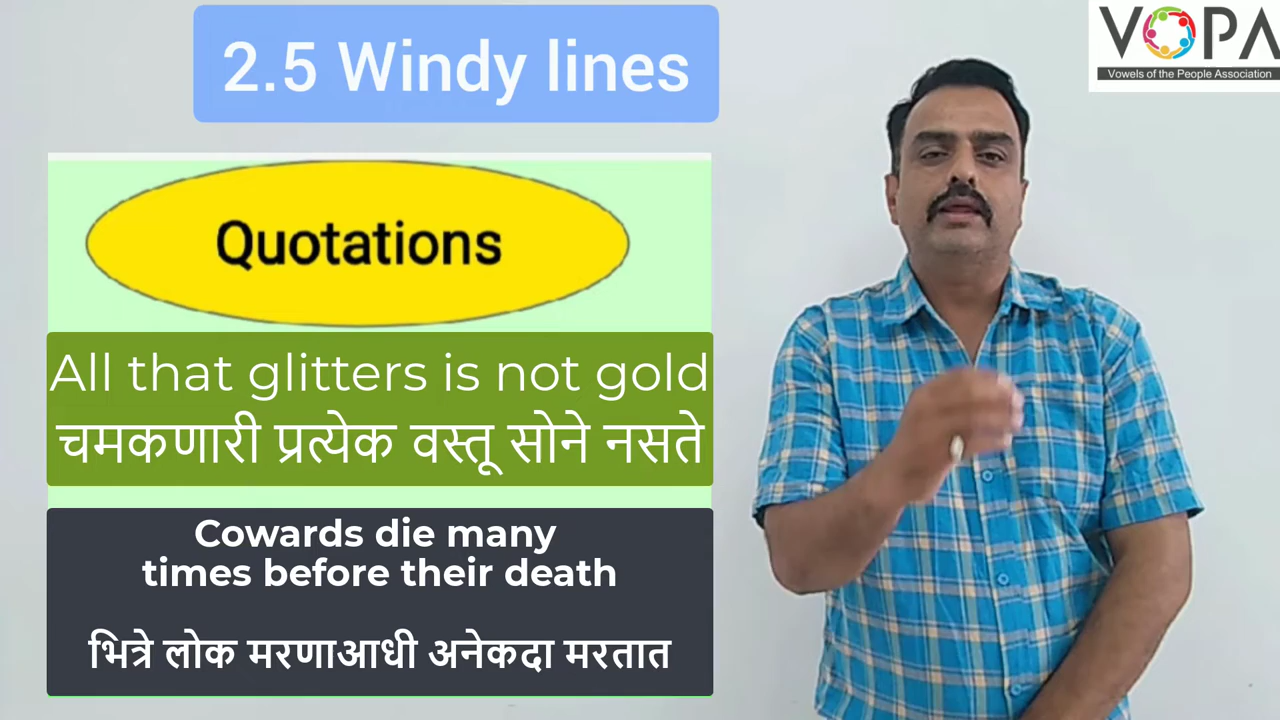 2.5 Windy lines
VOPA
Vowels of the People Association
Quotations
All that glitters is not gold
चमकणारी प्रत्येक वस्तू सोने नसते
Cowards die many
times before their death
भित्रे लोक मरणाआधी अनेकदा मरतात